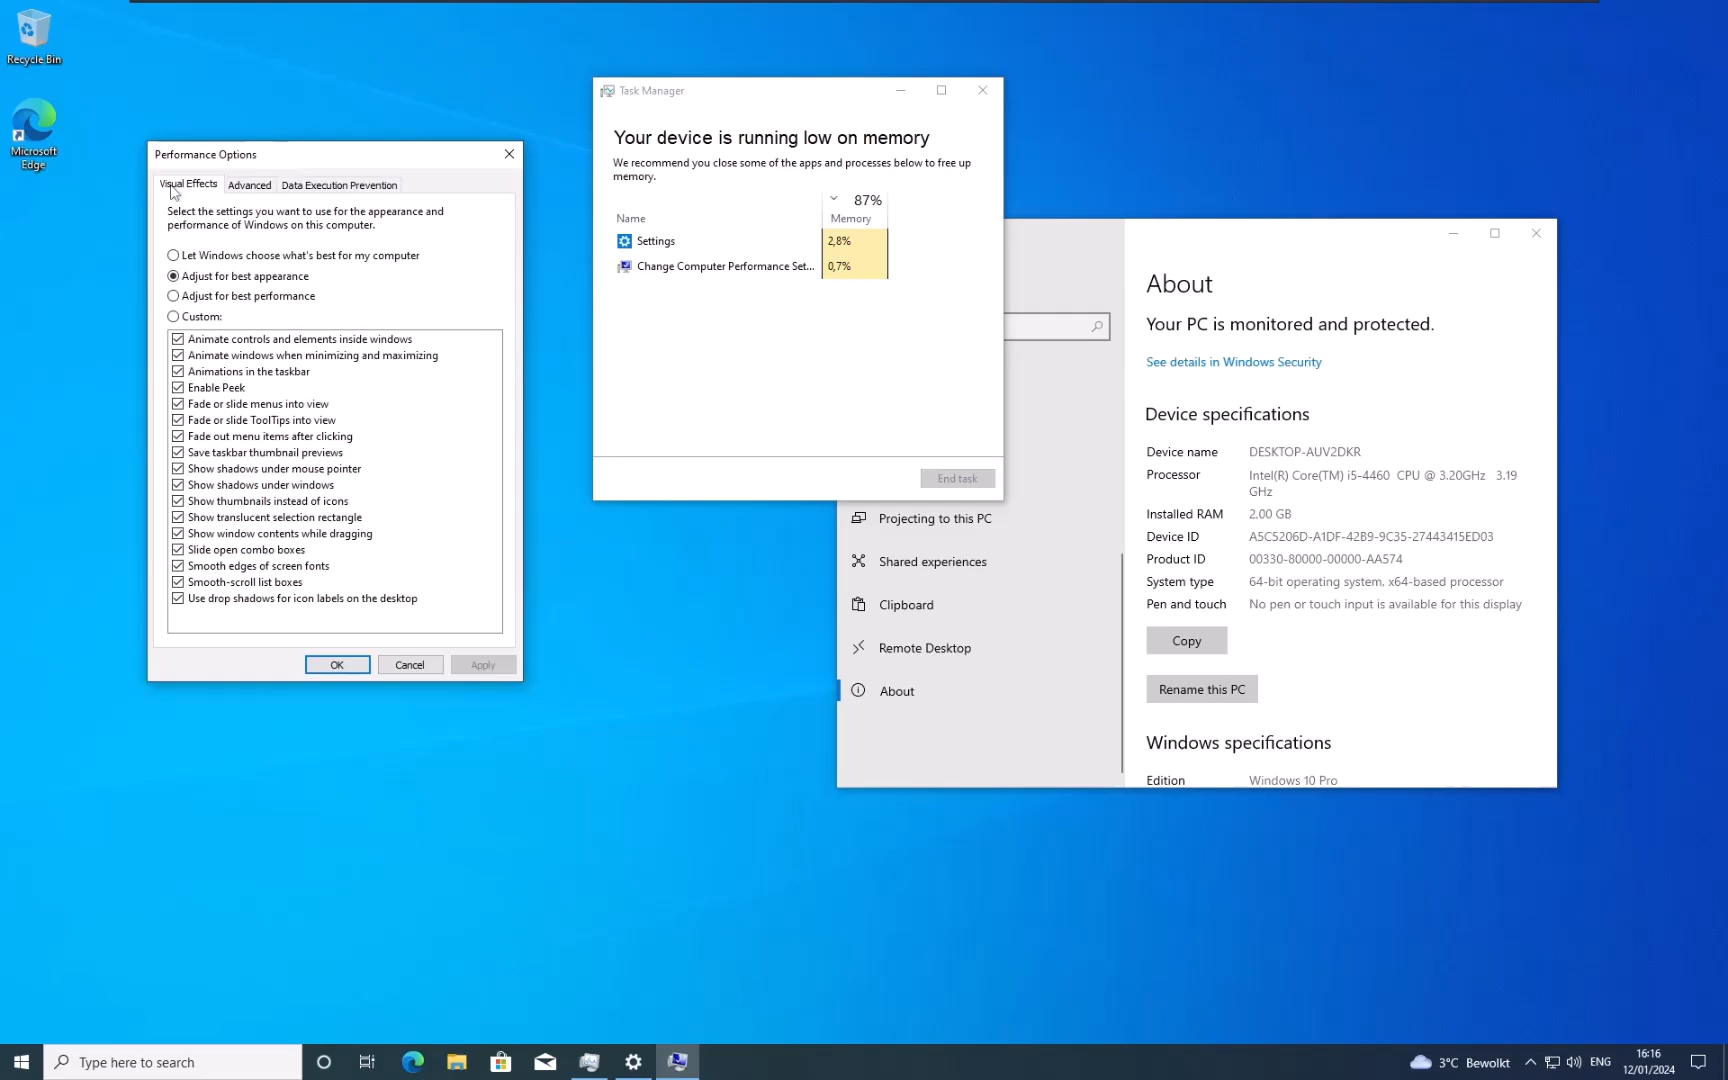 Recycle Bin
Microsoft
Edge
Performance Options
Visual Effects
Advanced
Data Execution Prevention
Select the settings you want to use for the appearance and
performance of Windows on this computer.
Let Windows choose what's best for my computer
Adjust for best appearance
Adjust for best performance
Custom:
Animate controls and elements inside windows
Animate windows when minimizing and maximizing
Animations in the taskbar
Enable Peek
Fade or slide menus into view
Fade or slide ToolTips into view
Fade out menu items after clicking
Save taskbar thumbnail previews
Show shadows under mouse pointer
Show shadows under windows
Show thumbnails instead of icons
Show translucent selection rectangle
Show window contents while dragging
Slide open combo boxes
Smooth edges of screen fonts
Smooth-scroll list boxes
Use drop shadows for icon labels on the desktop
OK
Cancel
Apply
Task Manager
Your device is running low on memory
We recommend you close some of the apps and processes below to free up
memory.
87%
Name
Memory
Settings
2,8%
Change Computer Performance Set...
0,7%
End task
Projecting to this PC
Shared experiences
Clipboard
Remote Desktop
About
About
Your PC is monitored and protected.
See details in Windows Security
Device specifications
Device name DESKTOP-AUV2DKR
Processor Intel(R) Core(TM) i5-4460 CPU @ 3.20GHz 3.19
GHz
Installed RAM 2,00 GB
Device ID A5C5206D-A1DF-42B9-9C35-27443415ED03
Product ID 00330-80000-00000-AA574
System type 64-bit operating system, x64-based processor
Pen and touch No pen or touch input is available for this display
Copy
Rename this PC
Windows specifications
Edition Windows 10 Pro
Type here to search
3°C Bewolkt
ENG
16:16
12/01/2024